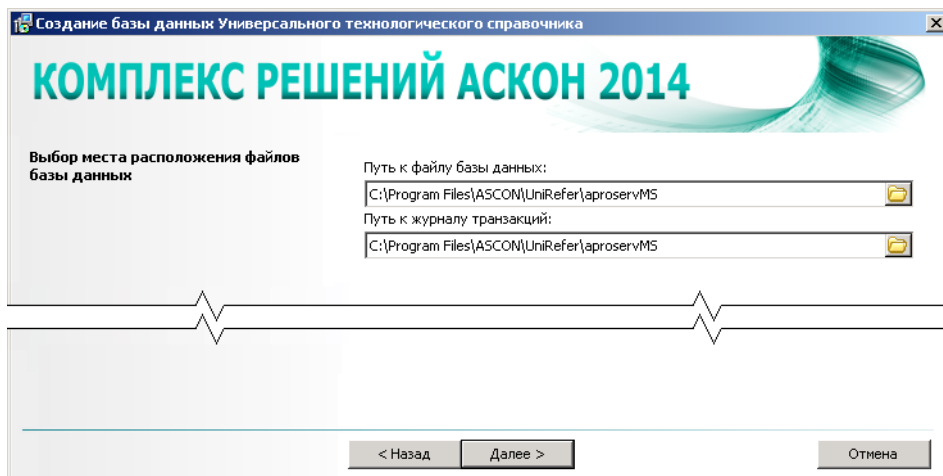 Создание базы данных Универсального технологического справочника
КОМПЛЕКС РЕШЕНИЙ АСКОН 2014
Выбор места расположения файлов
базы данных
Путь к файлу базы данных:
C:\Program Files\ASCON\UniRefer\aproservMS
Путь к журналу транзакций:
C:\Program Files\ASCON\UniRefer\aproservMS
< Назад
Далее >
Отмена